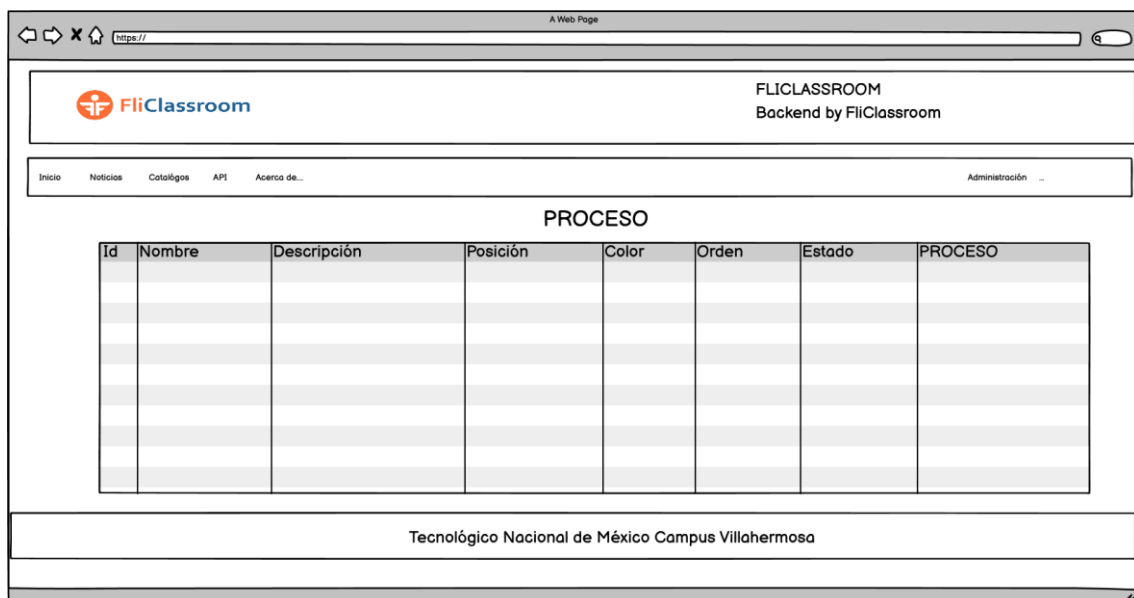 A Web Page
https://
FliClassroom
FLICLASSROOM
Backend by FliClassroom
Inicio Noticias Catalógos API Acerca de... Administración ...
PROCESO
Id Nombre Descripción Posición Color Orden Estado PROCESO
Tecnológico Nacional de México Campus Villahermosa